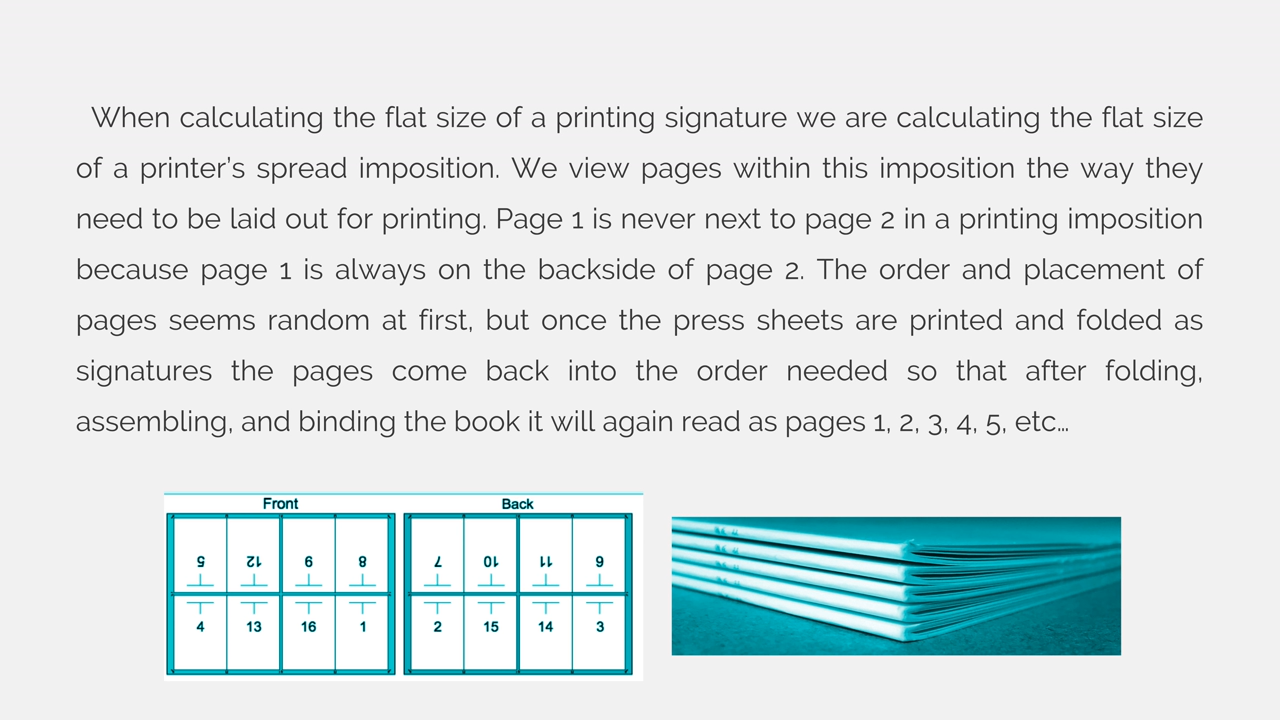 When calculating the flat size of a printing signature we are calculating the flat size
of a printer’s spread imposition. We view pages within this imposition the way they
need to be laid out for printing. Page 1 is never next to page 2 in a printing imposition
because page 1 is always on the backside of page 2. The order and placement of
pages seems random at first, but once the press sheets are printed and folded as
signatures the pages come back into the order needed so that after folding,
assembling, and binding the book it will again read as pages 1, 2, 3, 4, 5, etc…
Front
5 12 9 8
4 13 16 1
Back
7 10 11 6
2 15 14 3